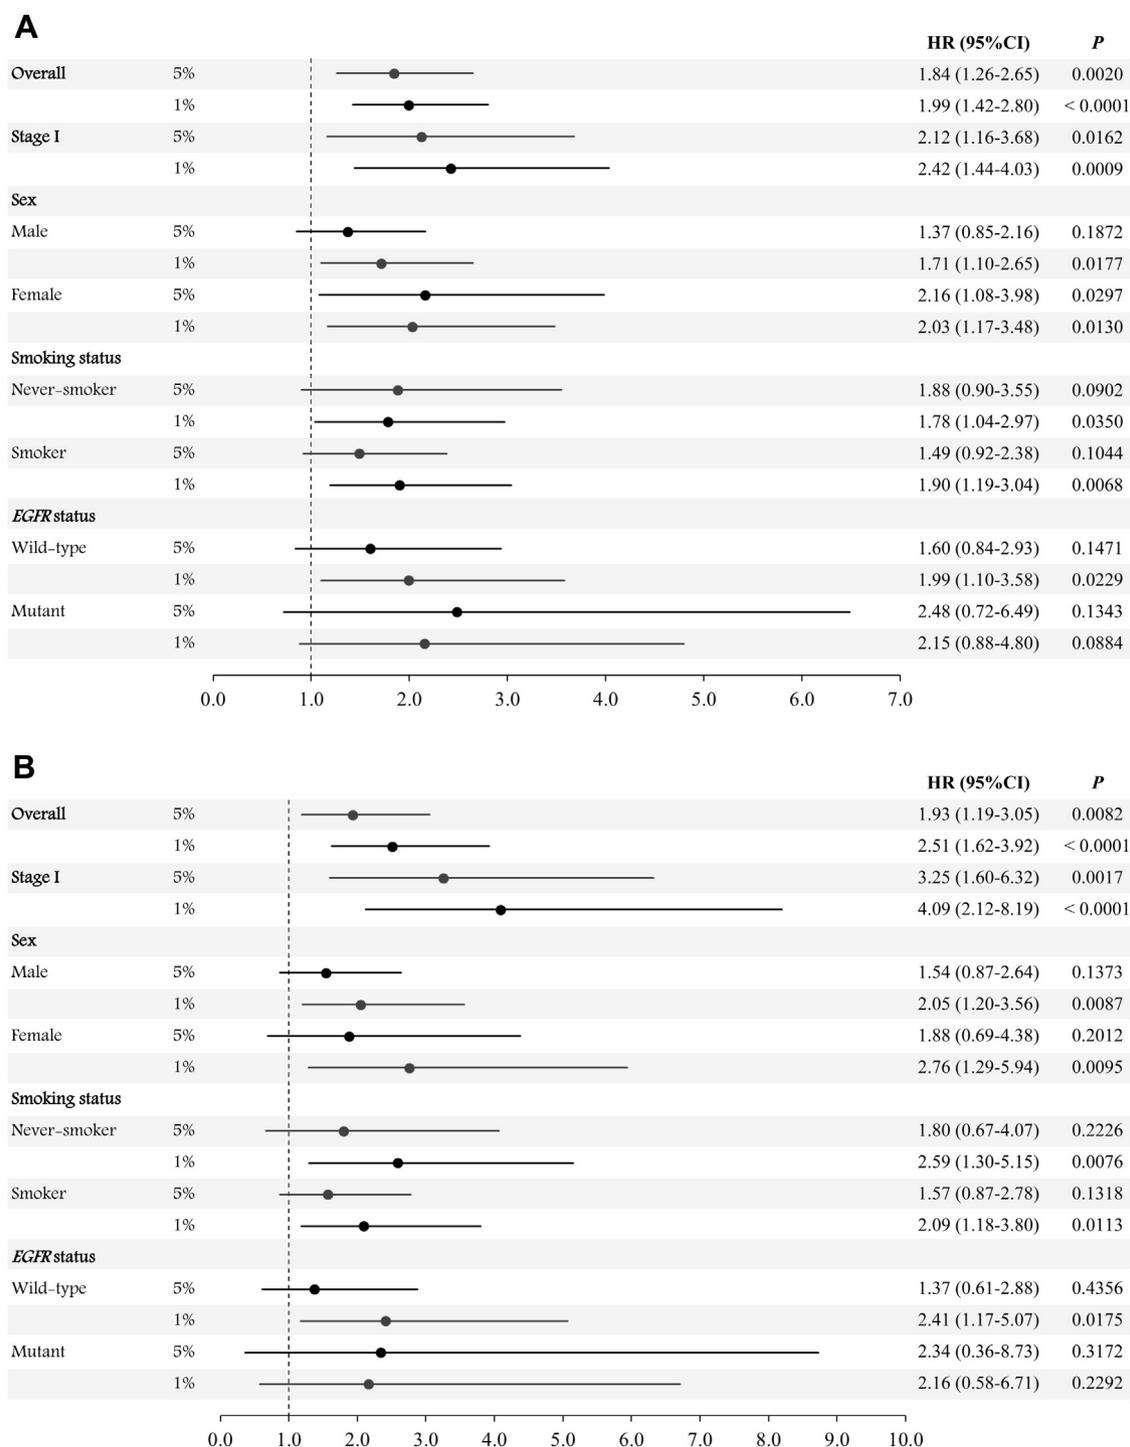 A
HR (95%CI) P
Overall 5% 1.84 (1.26-2.65) 0.0020
1% 1.99 (1.42-2.80) < 0.0001
Stage I 5% 2.12 (1.16-3.68) 0.0162
1% 2.42 (1.44-4.03) 0.0009
Sex
Male 5% 1.37 (0.85-2.16) 0.1872
1% 1.71 (1.10-2.65) 0.0177
Female 5% 2.16 (1.08-3.98) 0.0297
1% 2.03 (1.17-3.48) 0.0130
Smoking status
Never-smoker 5% 1.88 (0.90-3.55) 0.0902
1% 1.78 (1.04-2.97) 0.0350
Smoker 5% 1.49 (0.92-2.38) 0.1044
1% 1.90 (1.19-3.04) 0.0068
EGFR status
Wild-type 5% 1.60 (0.84-2.93) 0.1471
1% 1.99 (1.10-3.58) 0.0229
Mutant 5% 2.48 (0.72-6.49) 0.1343
1% 2.15 (0.88-4.80) 0.0884
0.0 1.0 2.0 3.0 4.0 5.0 6.0 7.0
B
HR (95%CI) P
Overall 5% 1.93 (1.19-3.05) 0.0082
1% 2.51 (1.62-3.92) < 0.0001
Stage I 5% 3.25 (1.60-6.32) 0.0017
1% 4.09 (2.12-8.19) < 0.0001
Sex
Male 5% 1.54 (0.87-2.64) 0.1373
1% 2.05 (1.20-3.56) 0.0087
Female 5% 1.88 (0.69-4.38) 0.2012
1% 2.76 (1.29-5.94) 0.0095
Smoking status
Never-smoker 5% 1.80 (0.67-4.07) 0.2226
1% 2.59 (1.30-5.15) 0.0076
Smoker 5% 1.57 (0.87-2.78) 0.1318
1% 2.09 (1.18-3.80) 0.0113
EGFR status
Wild-type 5% 1.37 (0.61-2.88) 0.4356
1% 2.41 (1.17-5.07) 0.0175
Mutant 5% 2.34 (0.36-8.73) 0.3172
1% 2.16 (0.58-6.71) 0.2292
0.0 1.0 2.0 3.0 4.0 5.0 6.0 7.0 8.0 9.0 10.0